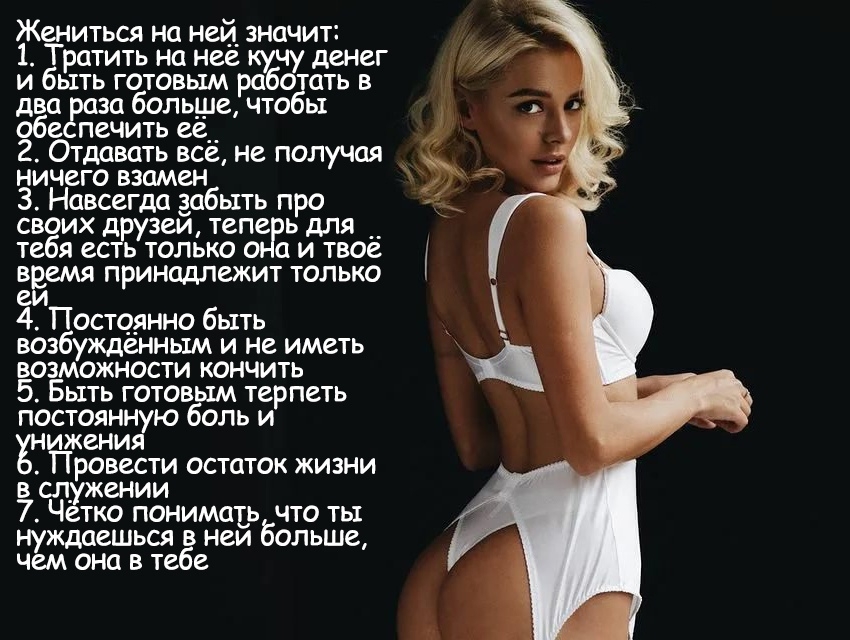 Жениться на ней значит:
1. Тратить на неё кучу денег
и быть готовым работать в
два раза больше, чтобы
обеспечить её
2. Отдавать всё, не получая
ничего взамен
3. Навсегда забыть про
своих друзей, теперь для
тебя есть только она и твоё
время принадлежит только
ей
4. Постоянно быть
возбуждённым и не иметь
возможности кончить
5. Быть готовым терпеть
постоянную боль и
унижения
6. Провести остаток жизни
в служении
7. Чётко понимать, что ты
нуждаешься в ней больше,
чем она в тебе